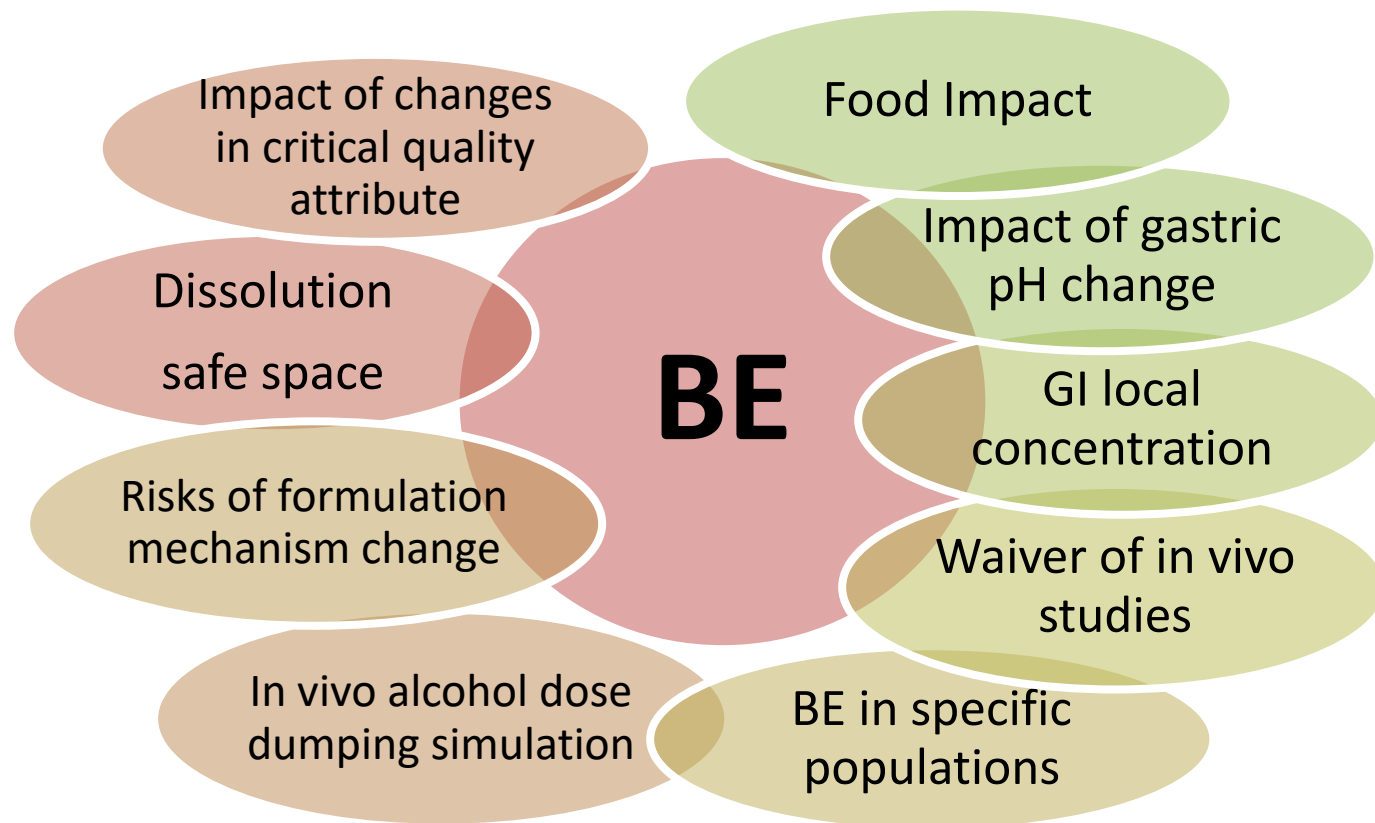 Food Impact
Impact of gastric
pH change
GI local
concentration
Waiver of in vivo
studies
BE in specific
populations
In vivo alcohol dose
dumping simulation
Risks of formulation
mechanism change
Dissolution
safe space
Impact of changes
in critical quality
attribute
BE